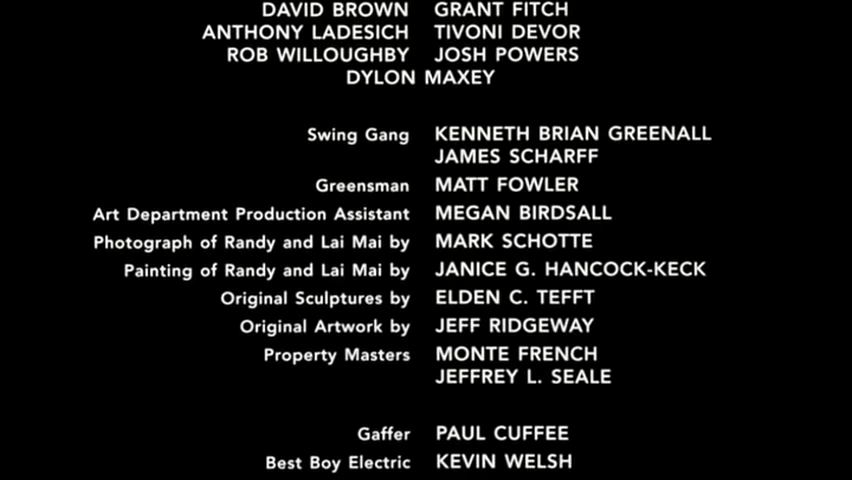 DAVID BROWN GRANT FITCH
ANTHONY LADESICH TIVONI DEVOR
ROB WILLOUGHBY JOSH POWERS
DYLON MAXEY
Swing Gang KENNETH BRIAN GREENALL
JAMES SCHARFF
Greensman MATT FOWLER
Art Department Production Assistant MEGAN BIRDSALL
Photograph of Randy and Lai Mai by MARK SCHOTTE
Painting of Randy and Lai Mai by JANICE G. HANCOCK-KECK
Original Sculptures by ELDEN C. TEFFT
Original Artwork by JEFF RIDGEWAY
Property Masters MONTE FRENCH
JEFFREY L. SEALE
Gaffer PAUL CUFFEE
Best Boy Electric KEVIN WELSH